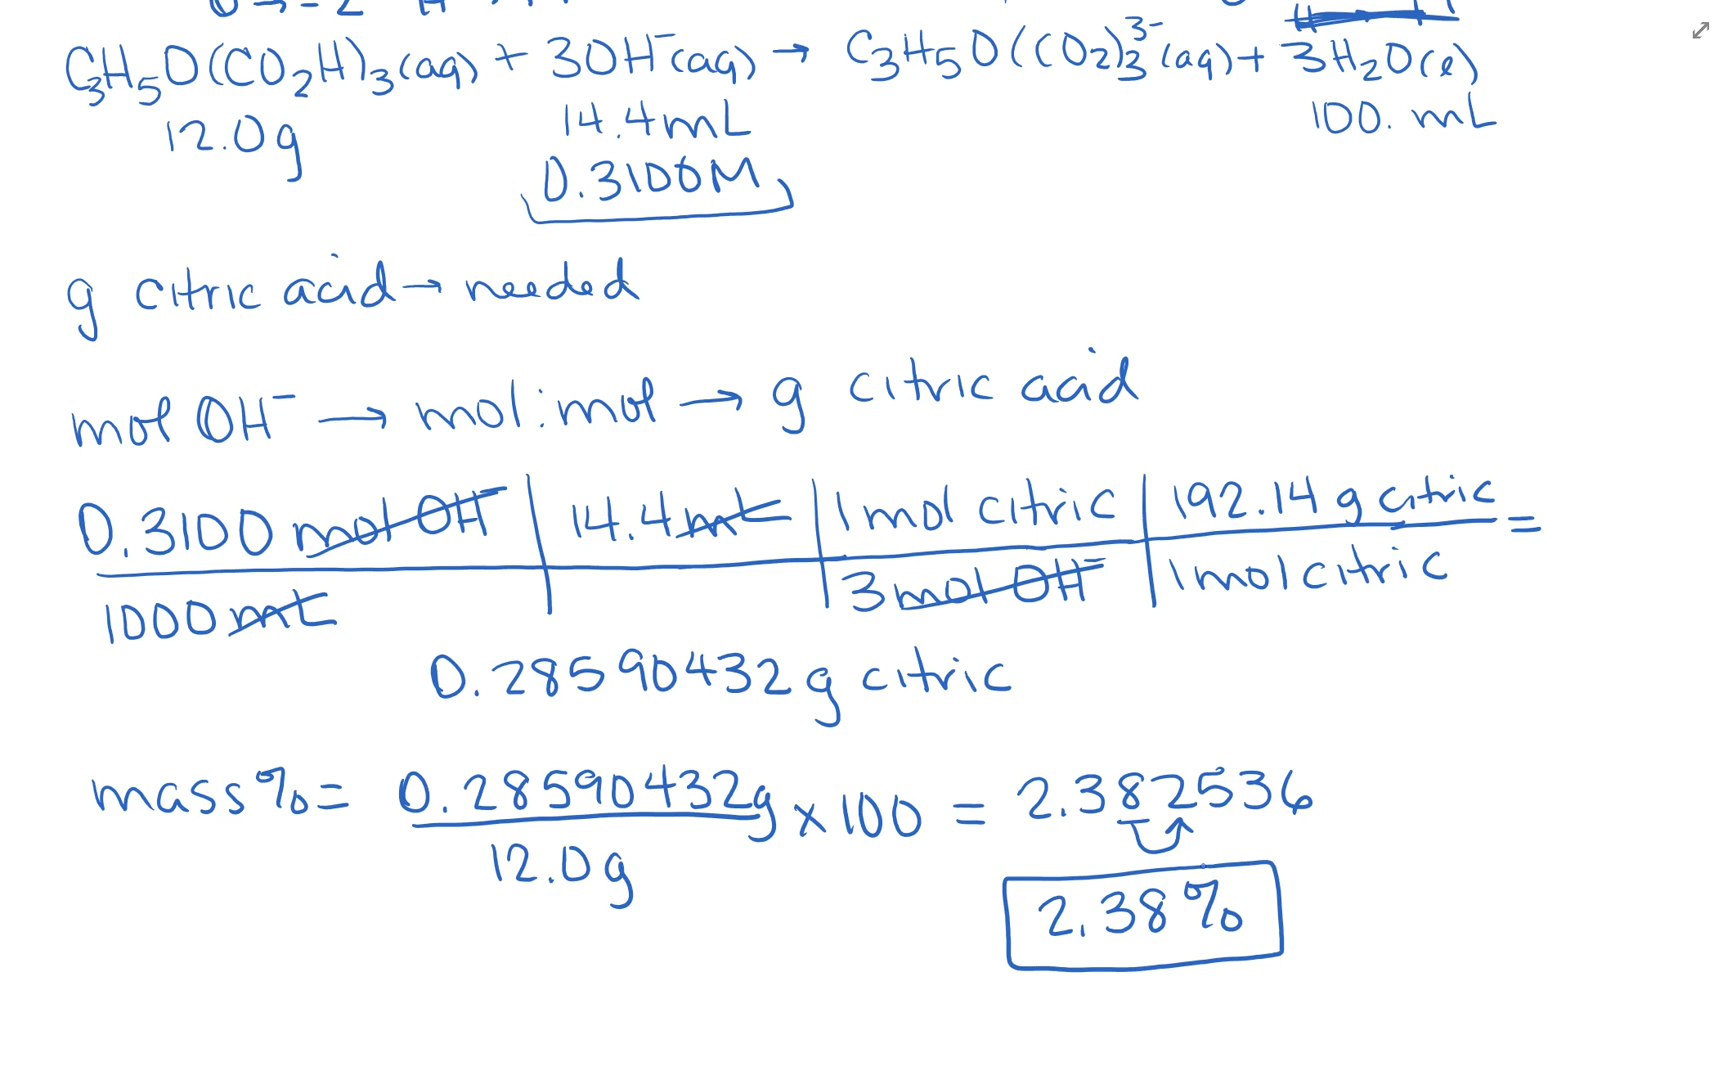 C₃H₅O(CO₂H)₃(aq) + 3OH⁻(aq) → C₃H₅O(CO₂)₃³⁻(aq) + 3H₂O(l)
12.0g 14.4mL 100. mL
0.3100M
g citric acid → needed
mol OH⁻ → mol:mol → g citric acid
0.3100 mol OH⁻ | 14.4 mL | 1 mol citric | 192.14 g citric =
1000 mL | | 3 mol OH⁻ | 1 mol citric
0.28590432 g citric
mass % = 0.28590432g × 100 = 2.382536
12.0g
2.38%